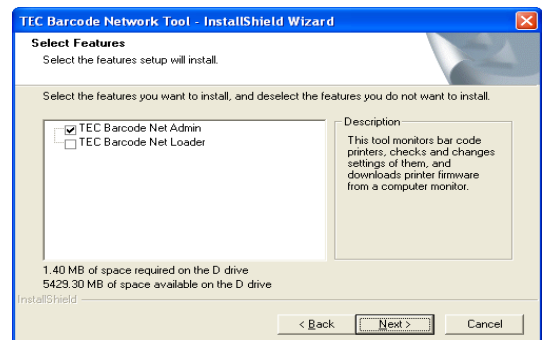 TEC Barcode Network Tool - InstallShield Wizard
Select Features
Select the features setup will install.
Select the features you want to install, and deselect the features you do not want to install.
TEC Barcode Net Admin
TEC Barcode Net Loader
Description
This tool monitors bar code
printers, checks and changes
settings of them, and
downloads printer firmware
from a computer monitor.
1.40 MB of space required on the D drive
5429.30 MB of space available on the D drive
InstallShield
< Back
Next >
Cancel